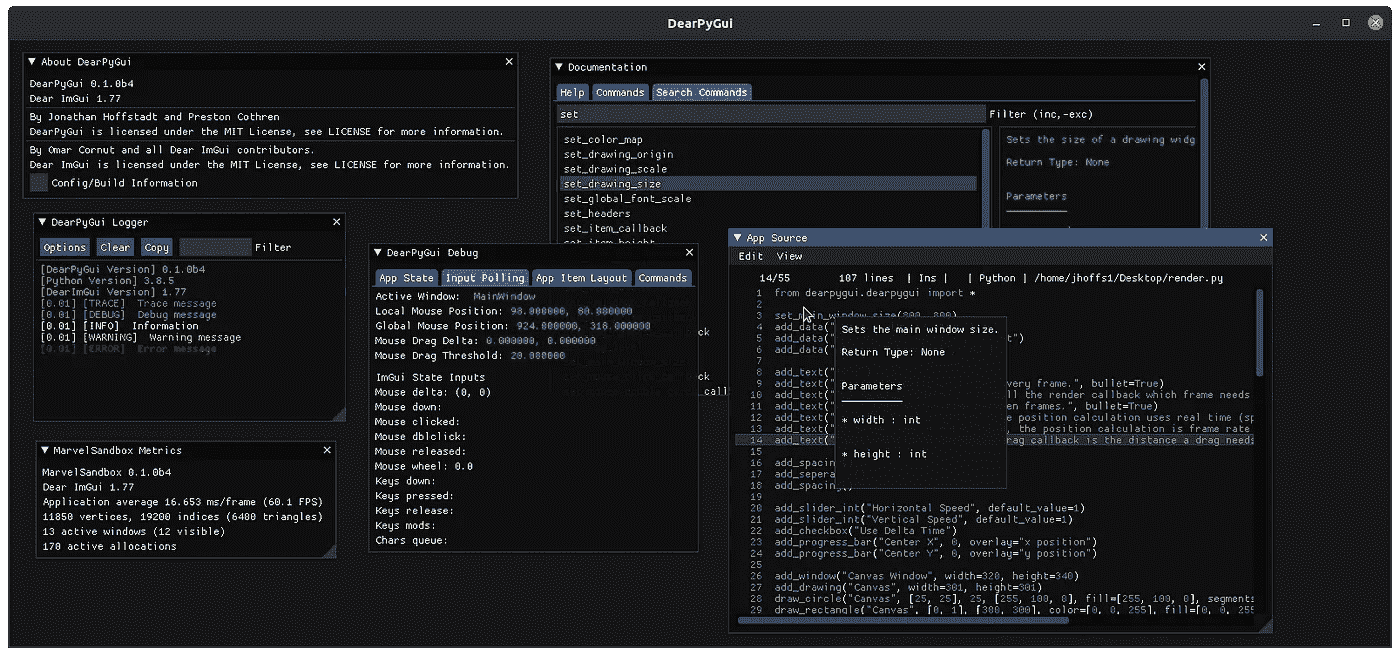 DearPyGui
About DearPyGui
DearPyGui 0.1.0b4
Dear ImGui 1.77
By Jonathan Hoffstadt and Preston Cothren
DearPyGui is licensed under the MIT License, see LICENSE for more information.
By Omar Cornut and all Dear ImGui contributors.
Dear ImGui is licensed under the MIT License, see LICENSE for more information.
Config/Build Information
DearPyGui Logger
Options Clear Copy Filter
[DearPyGui Version] 0.1.0b4
[Python Version] 3.8.5
[DearImGui Version] 1.77
[0.01] [TRACE] Trace message
[0.01] [DEBUG] Debug message
[0.01] [INFO] Information
[0.01] [WARNING] Warning message
[0.01] [ERROR] Error message
MarvelSandbox Metrics
MarvelSandbox 0.1.0b4
Dear ImGui 1.77
Application average 16.653 ms/frame (60.1 FPS)
11850 vertices, 19200 indices (6400 triangles)
13 active windows (12 visible)
170 active allocations
DearPyGui Debug
App State Input Polling App Item Layout Commands
Active Window: MainWindow
Local Mouse Position: 98.000000, 80.000000
Global Mouse Position: 924.000000, 316.000000
Mouse Drag Delta: 0.000000, 0.000000
Mouse Drag Threshold: 20.000000
ImGui State Inputs
Mouse delta: (0, 0)
Mouse down:
Mouse clicked:
Mouse dblclick:
Mouse released:
Mouse wheel: 0.0
Keys down:
Keys pressed:
Keys release:
Keys mods:
Chars queue:
Documentation
Help Commands Search Commands
set Filter (inc,-exc)
set_color_map
set_drawing_origin
set_drawing_scale
set_drawing_size
set_global_font_scale
set_headers
set_item_callback
set_item_height
Sets the size of a drawing widg
Return Type: None
Parameters
ck
ck
_call
App Source
Edit View
14/55 107 lines | Ins | | Python | /home/jhoffs1/Desktop/render.py
1 from dearpygui.dearpygui import *
2
3 set_main_window_size(800, 800)
4 add_data("
5 add_data(" t")
6 add_data("
7
8 add_text("
9 add_text(" very frame.", bullet=True)
10 add_text(" ll the render callback which frame needs
11 add_text(" en frames.", bullet=True)
12 add_text(" e position calculation uses real time (sp
13 add_text(" , the position calculation is frame rate
14 add_text(" rag callback is the distance a drag needs
15
16 add_spacin
17 add_sepera
18 add_spacing()
19
20 add_slider_int("Horizontal Speed", default_value=1)
21 add_slider_int("Vertical Speed", default_value=1)
22 add_checkbox("Use Delta Time")
23 add_progress_bar("Center X", 0, overlay="x position")
24 add_progress_bar("Center Y", 0, overlay="y position")
25
26 add_window("Canvas Window", width=320, height=340)
27 add_drawing("Canvas", width=301, height=301)
28 draw_circle("Canvas", [25, 25], 25, [255, 100, 0], fill=[255, 100, 0], segments
29 draw_rectangle("Canvas", [0, 1], [300, 300], color=[0, 0, 255], fill=[0, 0, 255
Sets the main window size.
Return Type: None
Parameters
* width : int
* height : int